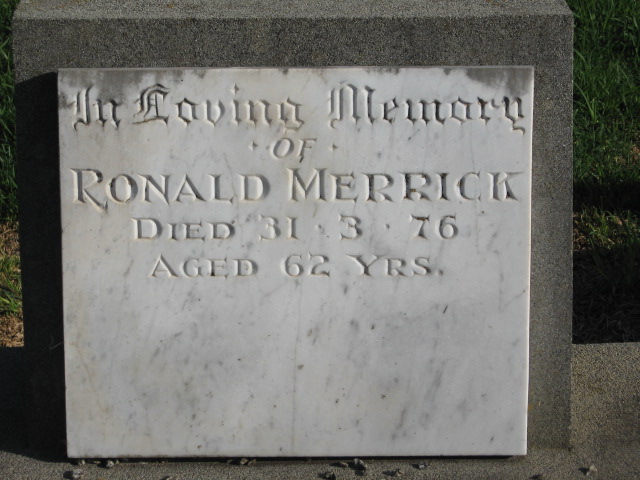 In Loving Memory
· OF ·
RONALD MERRICK
DIED 31 · 3 · 76
AGED 62 YRS.